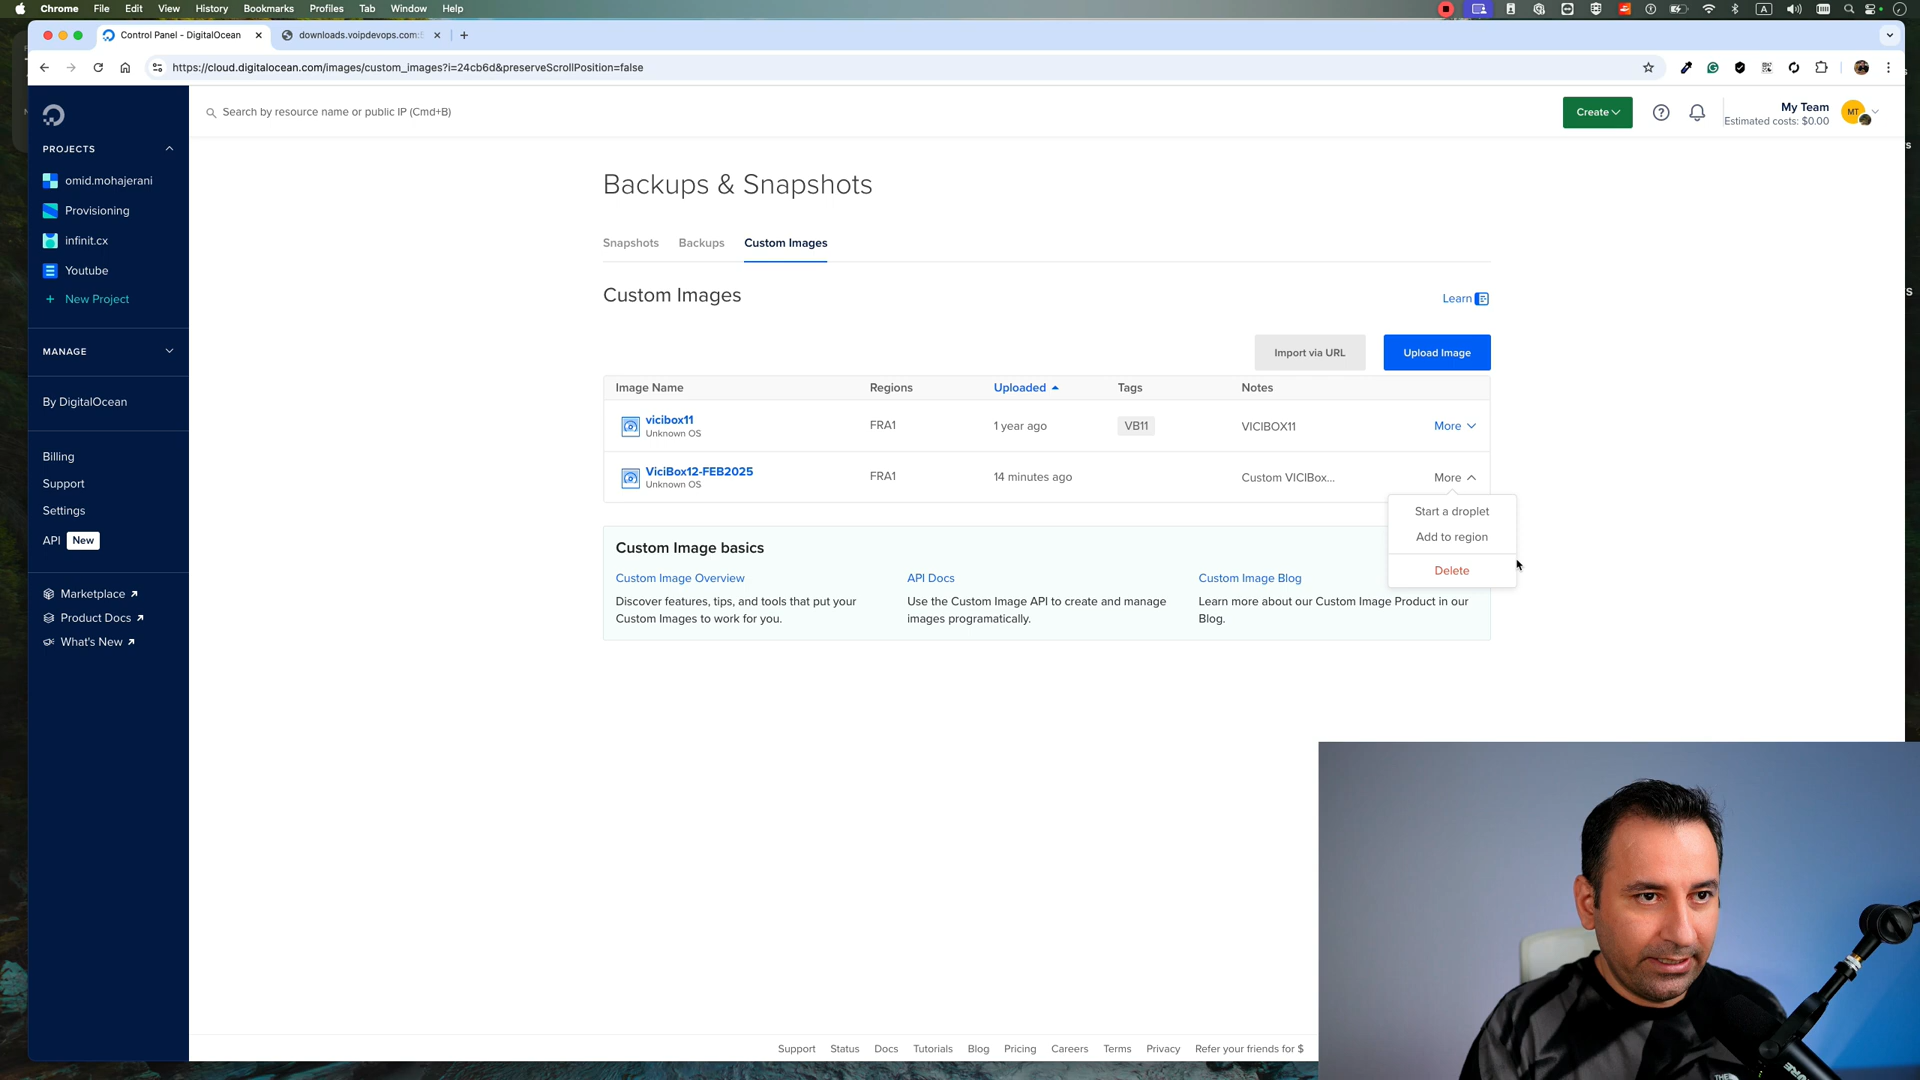 Chrome File Edit View History Bookmarks Profiles Tab Window Help
Control Panel - DigitalOcean
downloads.voipdevops.com:
https://cloud.digitalocean.com/images/custom_images?i=24cb6d&preserveScrollPosition=false
Search by resource name or public IP (Cmd+B)
Create
My Team
Estimated costs: $0.00
MT
PROJECTS
omid.mohajerani
Provisioning
infinit.cx
Youtube
+ New Project
MANAGE
By DigitalOcean
Billing
Support
Settings
API New
Marketplace
Product Docs
What's New
Backups & Snapshots
Snapshots Backups Custom Images
Custom Images
Learn
Import via URL Upload Image
Image Name Regions Uploaded Tags Notes
vicibox11
Unknown OS
FRA1 1 year ago VB11 VICIBOX11 More
ViciBox12-FEB2025
Unknown OS
FRA1 14 minutes ago Custom VICIBox... More
Start a droplet
Add to region
Delete
Custom Image basics
Custom Image Overview
Discover features, tips, and tools that put your
Custom Images to work for you.
API Docs
Use the Custom Image API to create and manage
images programatically.
Custom Image Blog
Learn more about our Custom Image Product in our
Blog.
Support Status Docs Tutorials Blog Pricing Careers Terms Privacy Refer your friends for $